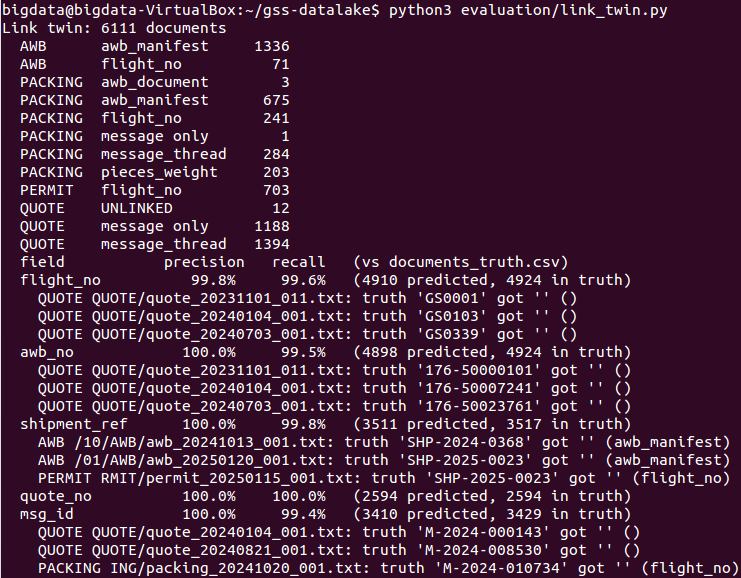 bigdata@bigdata-VirtualBox:~/gss-datalake$ python3 evaluation/link_twin.py
Link twin: 6111 documents
  AWB      awb_manifest     1336
  AWB      flight_no          71
  PACKING  awb_document        3
  PACKING  awb_manifest      675
  PACKING  flight_no         241
  PACKING  message only        1
  PACKING  message_thread    284
  PACKING  pieces_weight     203
  PERMIT   flight_no         703
  QUOTE    UNLINKED           12
  QUOTE    message only     1188
  QUOTE    message_thread   1394
  field           precision    recall   (vs documents_truth.csv)
  flight_no          99.8%     99.6%   (4910 predicted, 4924 in truth)
    QUOTE QUOTE/quote_20231101_011.txt: truth 'GS0001' got '' ()
    QUOTE QUOTE/quote_20240104_001.txt: truth 'GS0103' got '' ()
    QUOTE QUOTE/quote_20240703_001.txt: truth 'GS0339' got '' ()
  awb_no            100.0%     99.5%   (4898 predicted, 4924 in truth)
    QUOTE QUOTE/quote_20231101_011.txt: truth '176-50000101' got '' ()
    QUOTE QUOTE/quote_20240104_001.txt: truth '176-50007241' got '' ()
    QUOTE QUOTE/quote_20240703_001.txt: truth '176-50023761' got '' ()
  shipment_ref      100.0%     99.8%   (3511 predicted, 3517 in truth)
    AWB /10/AWB/awb_20241013_001.txt: truth 'SHP-2024-0368' got '' (awb_manifest)
    AWB /01/AWB/awb_20250120_001.txt: truth 'SHP-2025-0023' got '' (awb_manifest)
    PERMIT RMIT/permit_20250115_001.txt: truth 'SHP-2025-0023' got '' (flight_no)
  quote_no          100.0%    100.0%   (2594 predicted, 2594 in truth)
  msg_id            100.0%     99.4%   (3410 predicted, 3429 in truth)
    QUOTE QUOTE/quote_20240104_001.txt: truth 'M-2024-000143' got '' ()
    QUOTE QUOTE/quote_20240821_001.txt: truth 'M-2024-008530' got '' ()
    PACKING ING/packing_20241020_001.txt: truth 'M-2024-010734' got '' (flight_no)